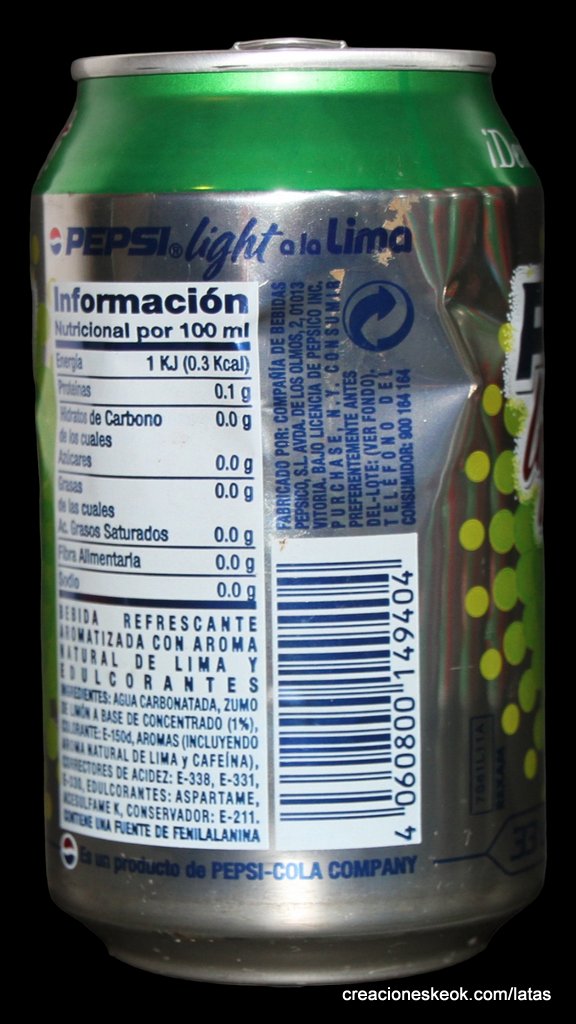 ¡De
PEPSI® light a la Lima
Información
Nutricional por 100 ml
Energía 1 KJ (0.3 Kcal)
Proteinas 0.1 g
Hidratos de Carbono 0.0 g
de los cuales
Azúcares 0.0 g
Grasas 0.0 g
de las cuales
Ac. Grasos Saturados 0.0 g
Fibra Alimentaria 0.0 g
Sodio 0.0 g
BEBIDA REFRESCANTE
AROMATIZADA CON AROMA
NATURAL DE LIMA Y
EDULCORANTES
INGREDIENTES: AGUA CARBONATADA, ZUMO
DE LIMÓN A BASE DE CONCENTRADO (1%),
COLORANTE: E-150d, AROMAS (INCLUYENDO
AROMA NATURAL DE LIMA y CAFEÍNA),
CORRECTORES DE ACIDEZ: E-338, E-331,
E-330, EDULCORANTES: ASPARTAME,
ACESULFAME K, CONSERVADOR: E-211.
CONTIENE UNA FUENTE DE FENILALANINA
FABRICADO POR: COMPAÑÍA DE BEBIDAS
PEPSICO, S.L. AVDA. DE LOS OLMOS, 2, 01013
VITORIA. BAJO LICENCIA DE PEPSICO INC.
PURCHASE N.Y. CONSUMIR
PREFERENTEMENTE ANTES
DEL-LOTE: (VER FONDO).
TELÉFONO DEL
CONSUMIDOR: 900 164 164
4 060800 149404
REXAM
Es un producto de PEPSI-COLA COMPANY
creacioneskeok.com/latas